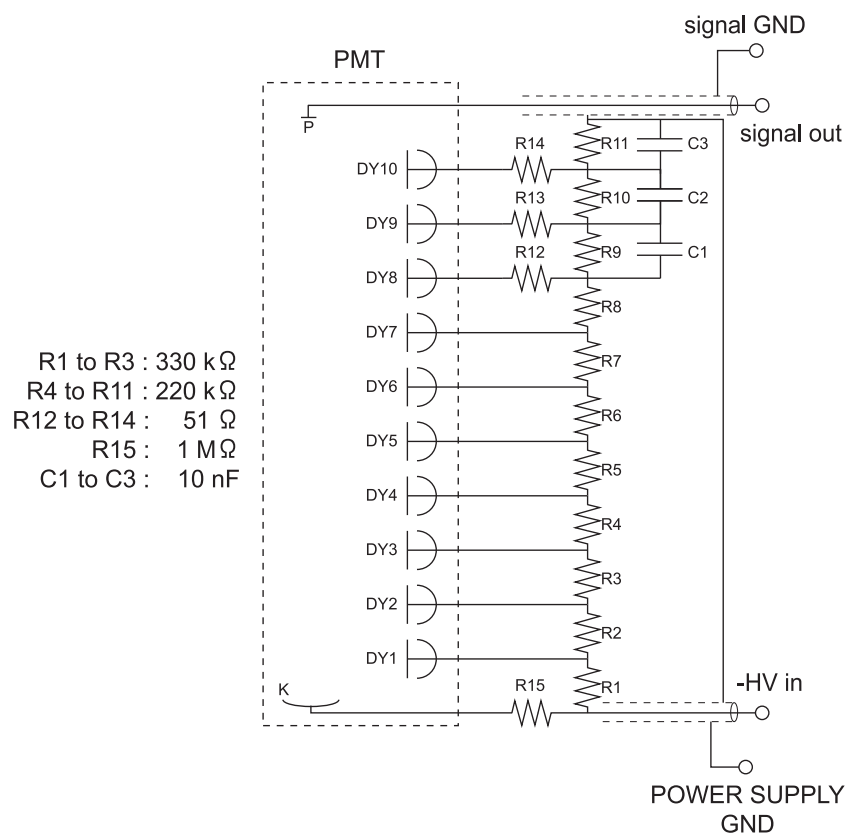 signal GND
PMT
P
signal out
R11
C3
R14
DY10
R10
C2
R13
DY9
R9
C1
R12
DY8
R8
DY7
R7
DY6
R6
DY5
R5
DY4
R4
DY3
R3
DY2
R2
DY1
R1
R15
K
-HV in
POWER SUPPLY
GND
R1 to R3 : 330 kΩ
R4 to R11 : 220 kΩ
R12 to R14 : 51 Ω
R15 : 1 MΩ
C1 to C3 : 10 nF